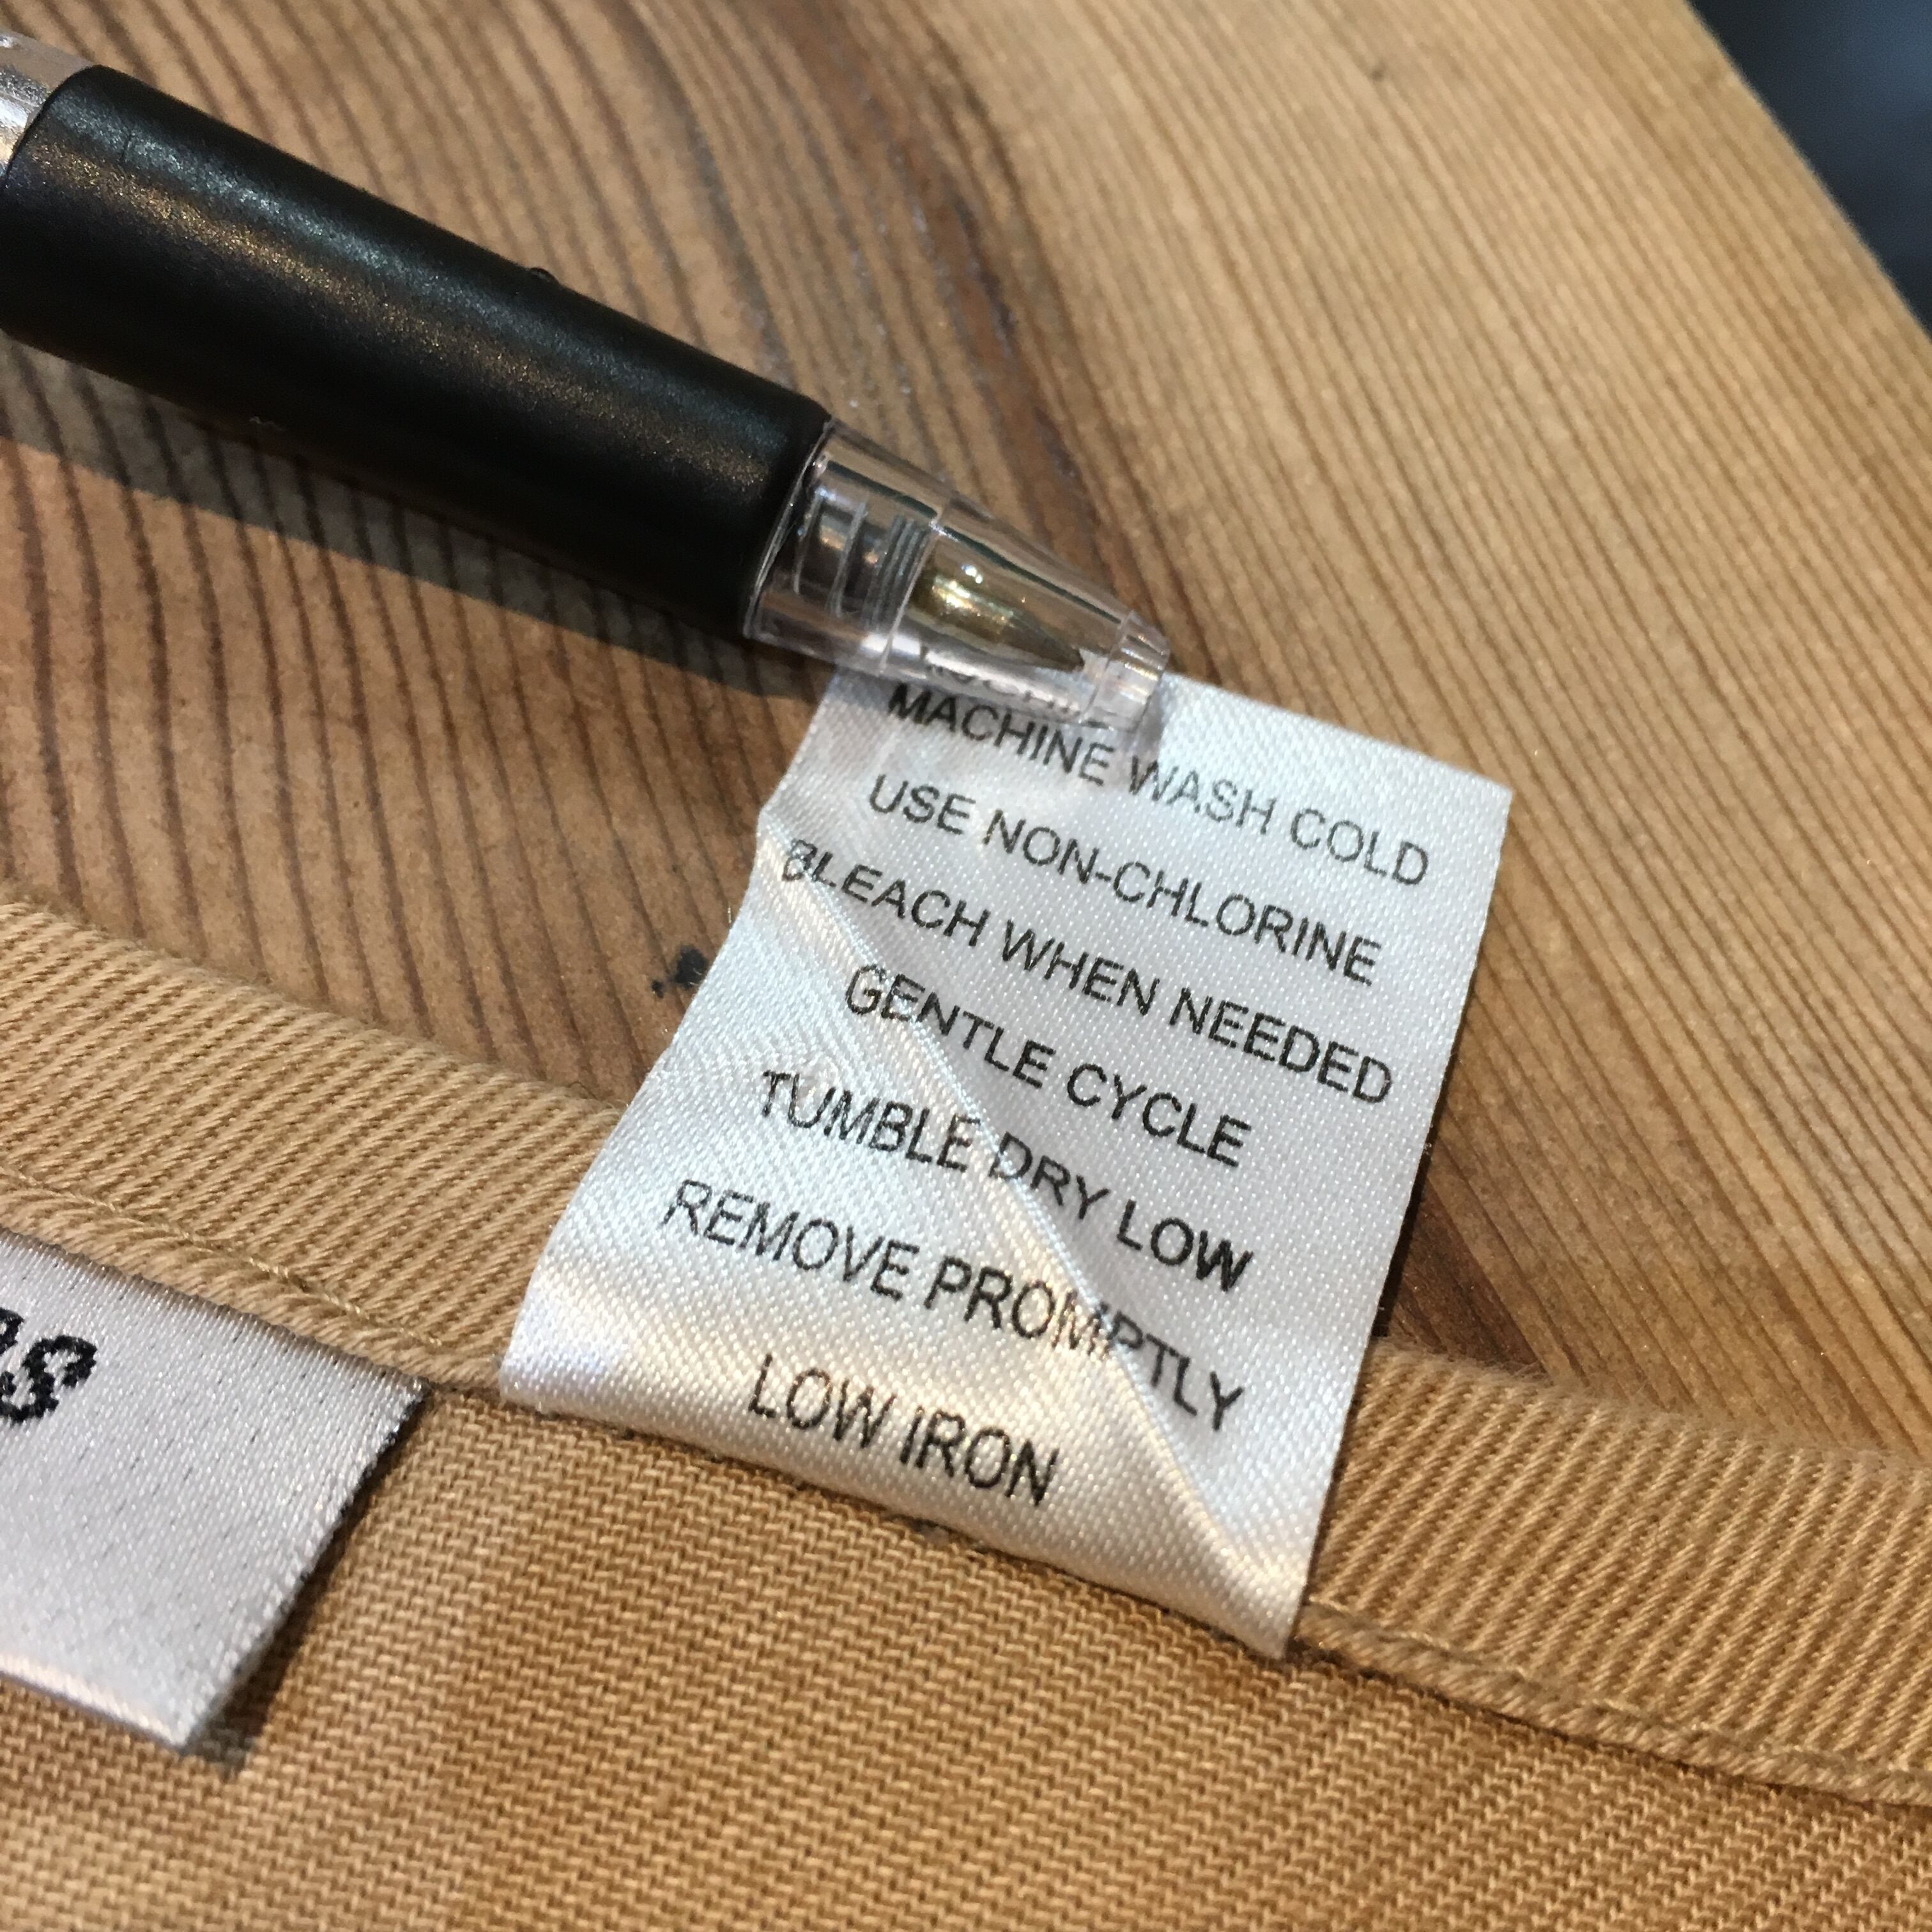 MACHINE WASH COLD
USE NON-CHLORINE
BLEACH WHEN NEEDED
GENTLE CYCLE
TUMBLE DRY LOW
REMOVE PROMPTLY
LOW IRON